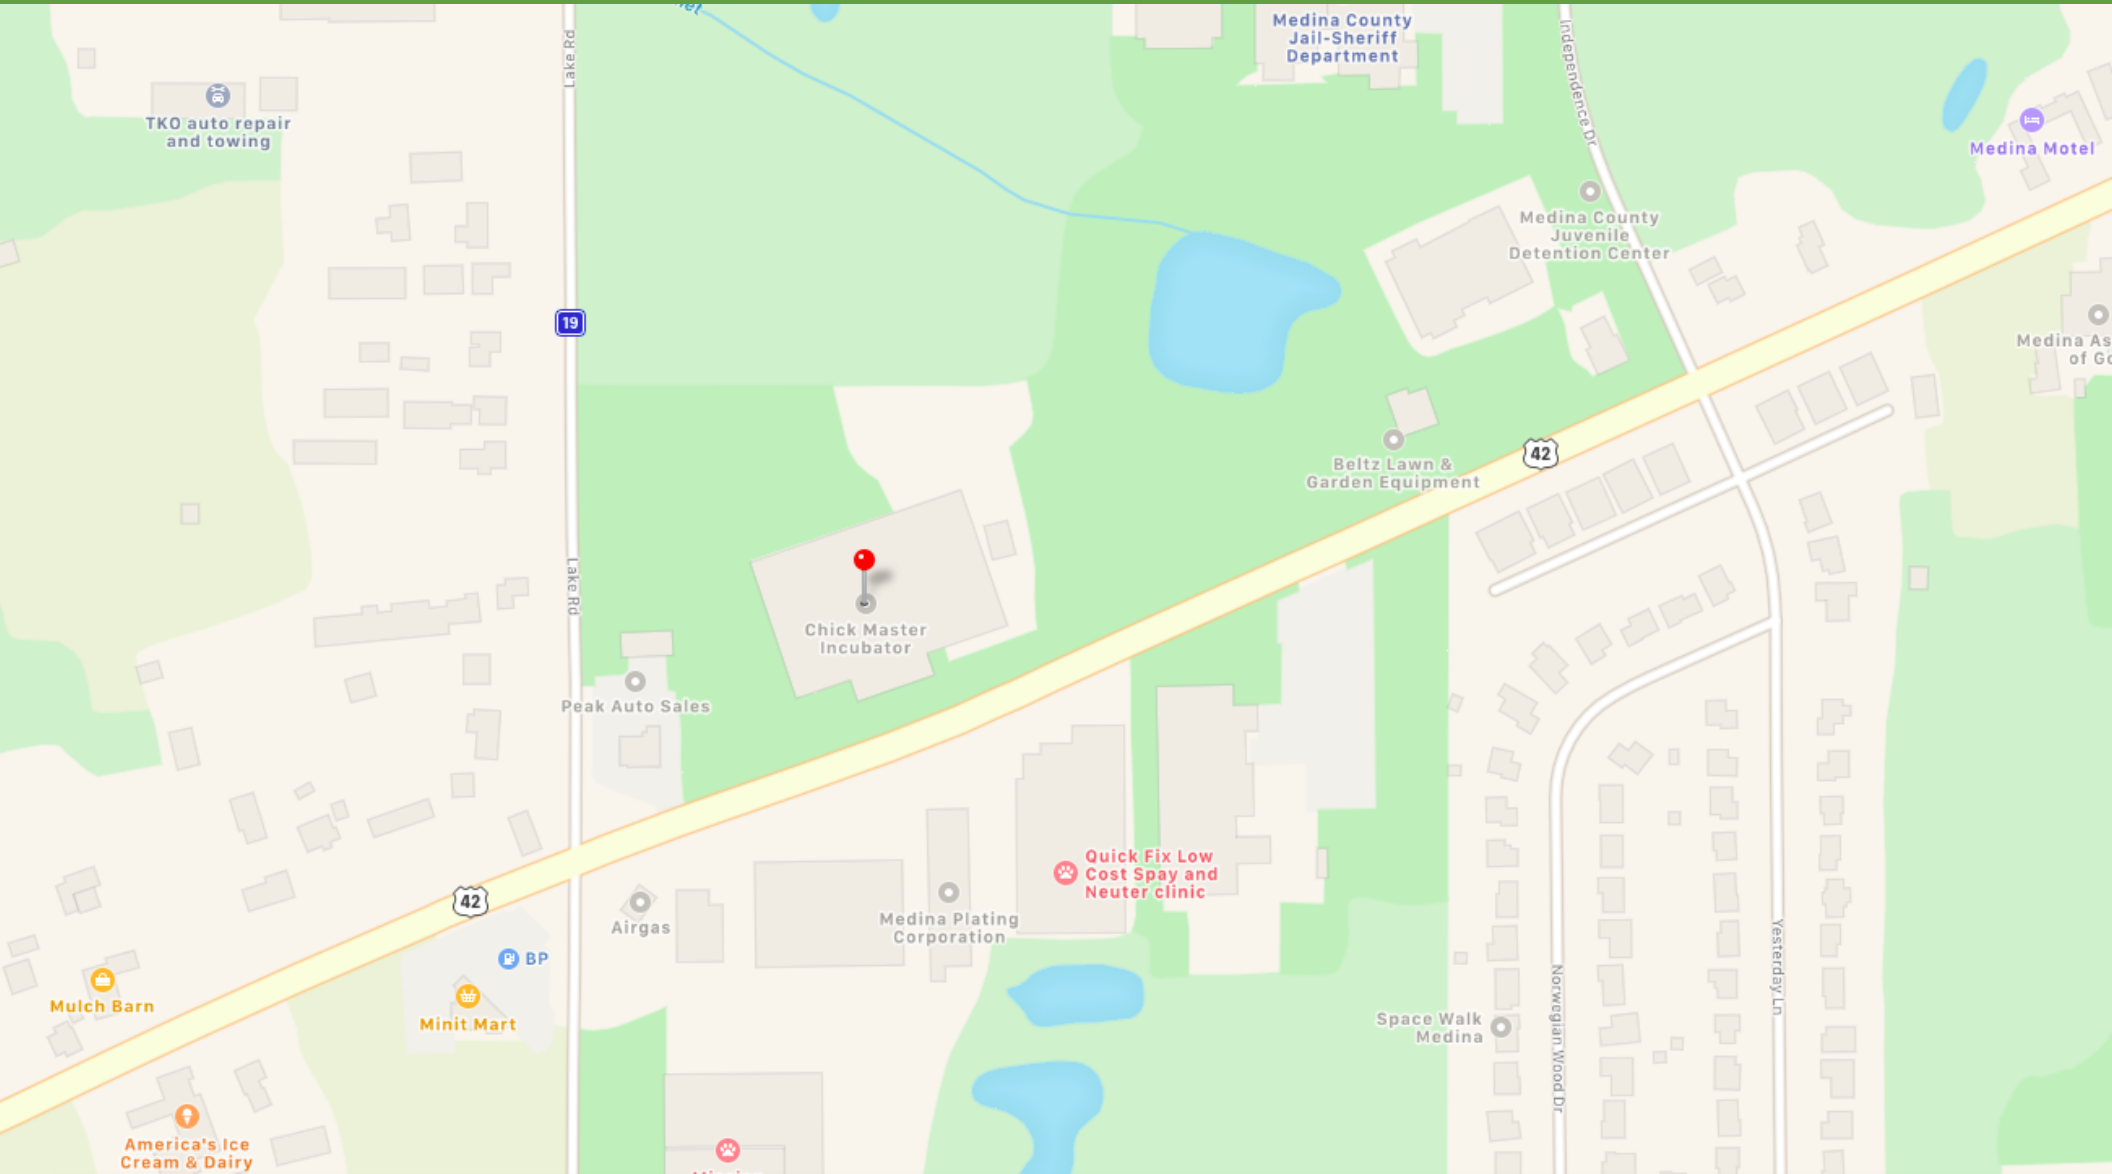 Medina County
Jail-Sheriff
Department
Lake Rd
Independence Dr
TKO auto repair
and towing
Medina Motel
Medina County
Juvenile
Detention Center
19
Medina
42
Beltz Lawn &
Garden Equipment
Lake Rd
Chick Master
Incubator
Peak Auto Sales
Quick Fix Low
Cost Spay and
Neuter clinic
42
Airgas
Medina Plating
Corporation
BP
Mulch Barn
Minit Mart
Yesterday Ln
Norwegian Wood Dr
Space Walk
Medina
America's Ice
Cream & Dairy